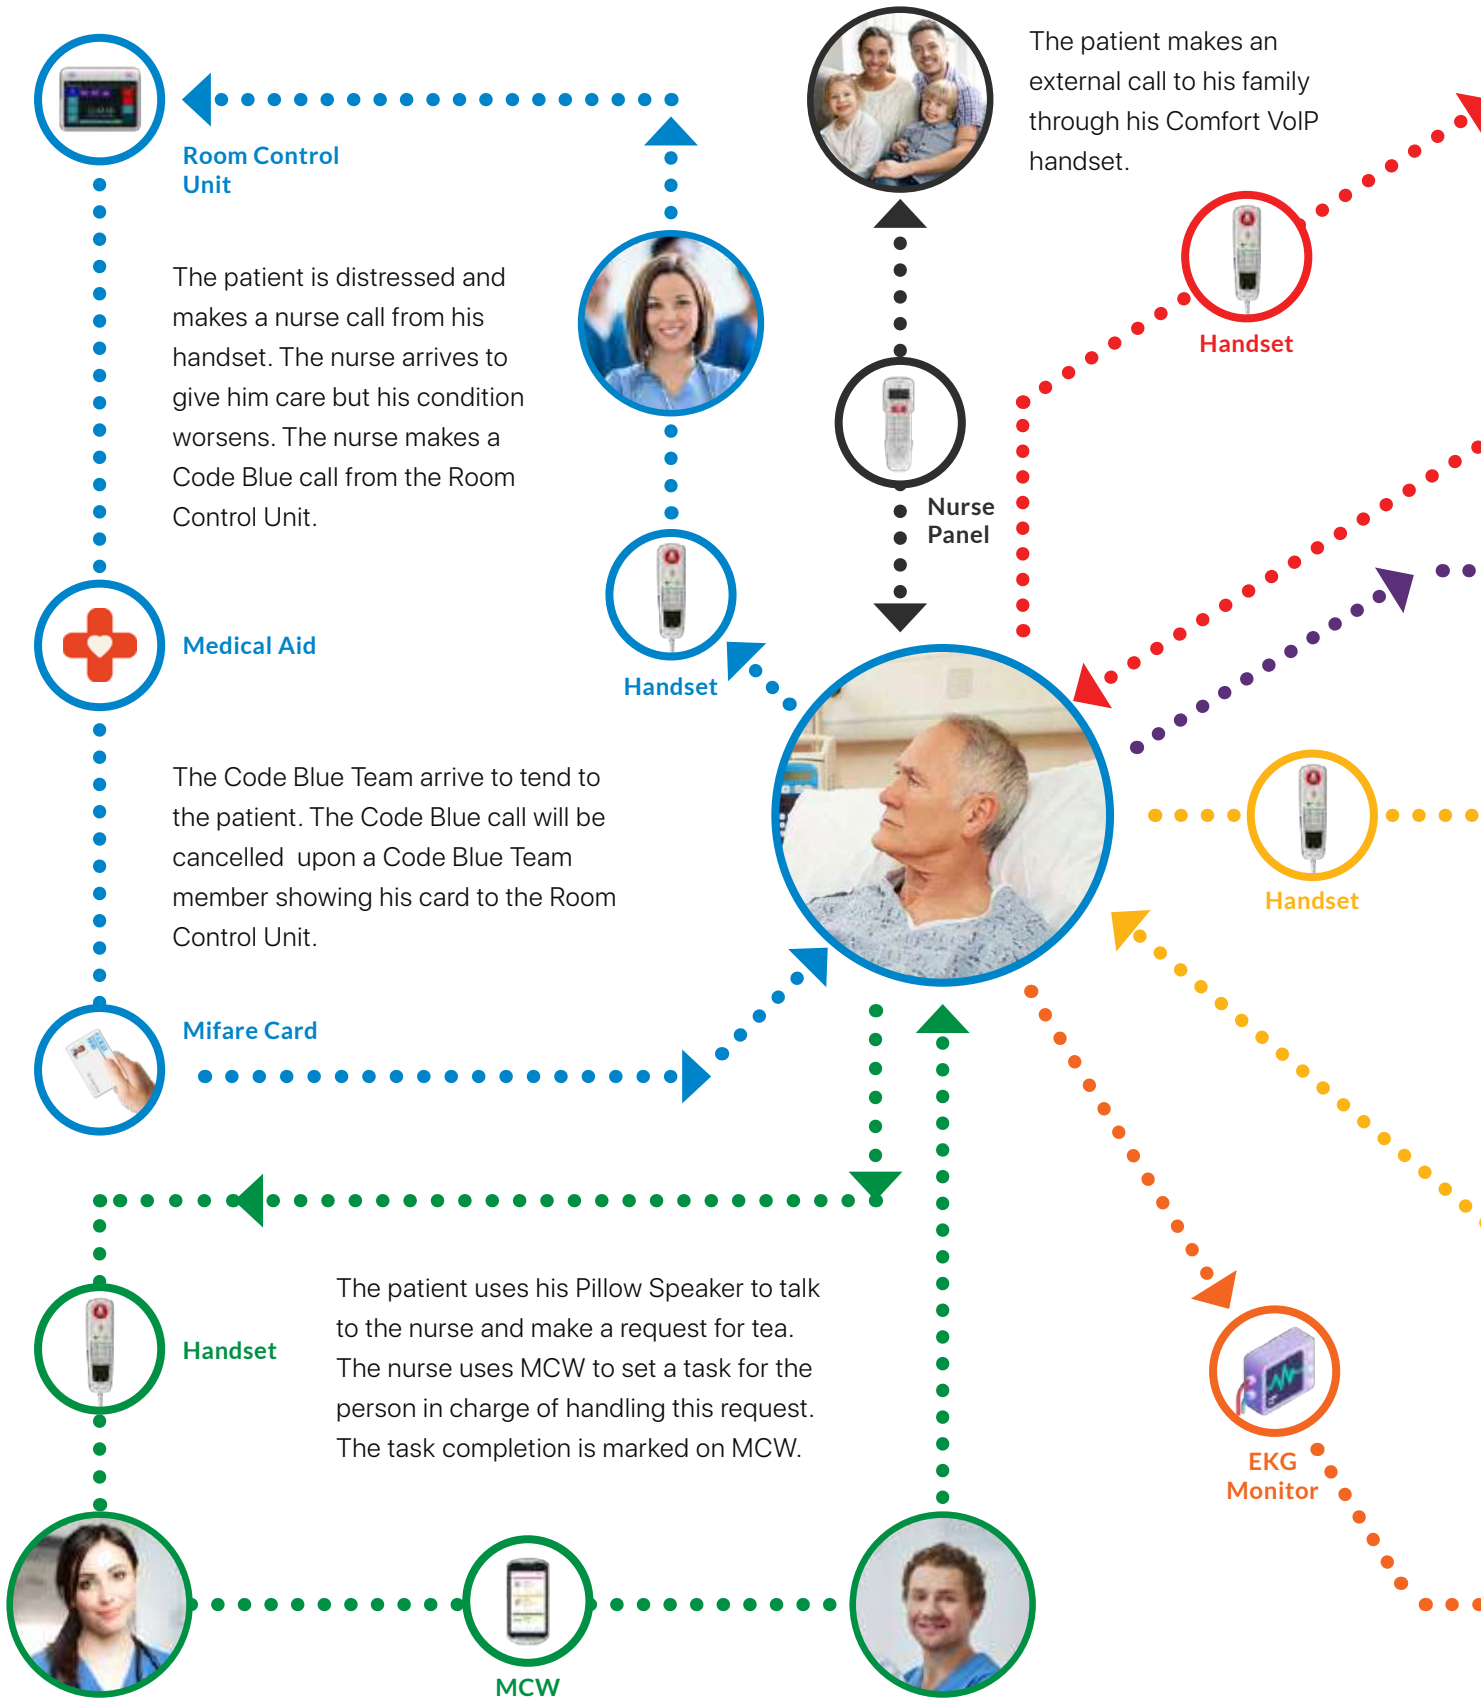 The patient makes an
external call to his family
through his Comfort VoIP
handset.
Room Control
Unit
The patient is distressed and
makes a nurse call from his
handset. The nurse arrives to
give him care but his condition
worsens. The nurse makes a
Code Blue call from the Room
Control Unit.
Handset
Nurse
Panel
Medical Aid
Handset
The Code Blue Team arrive to tend to
the patient. The Code Blue call will be
cancelled  upon a Code Blue Team
member showing his card to the Room
Control Unit.
Handset
Mifare Card
The patient uses his Pillow Speaker to talk
to the nurse and make a request for tea.
The nurse uses MCW to set a task for the
person in charge of handling this request.
The task completion is marked on MCW.
Handset
EKG
Monitor
MCW